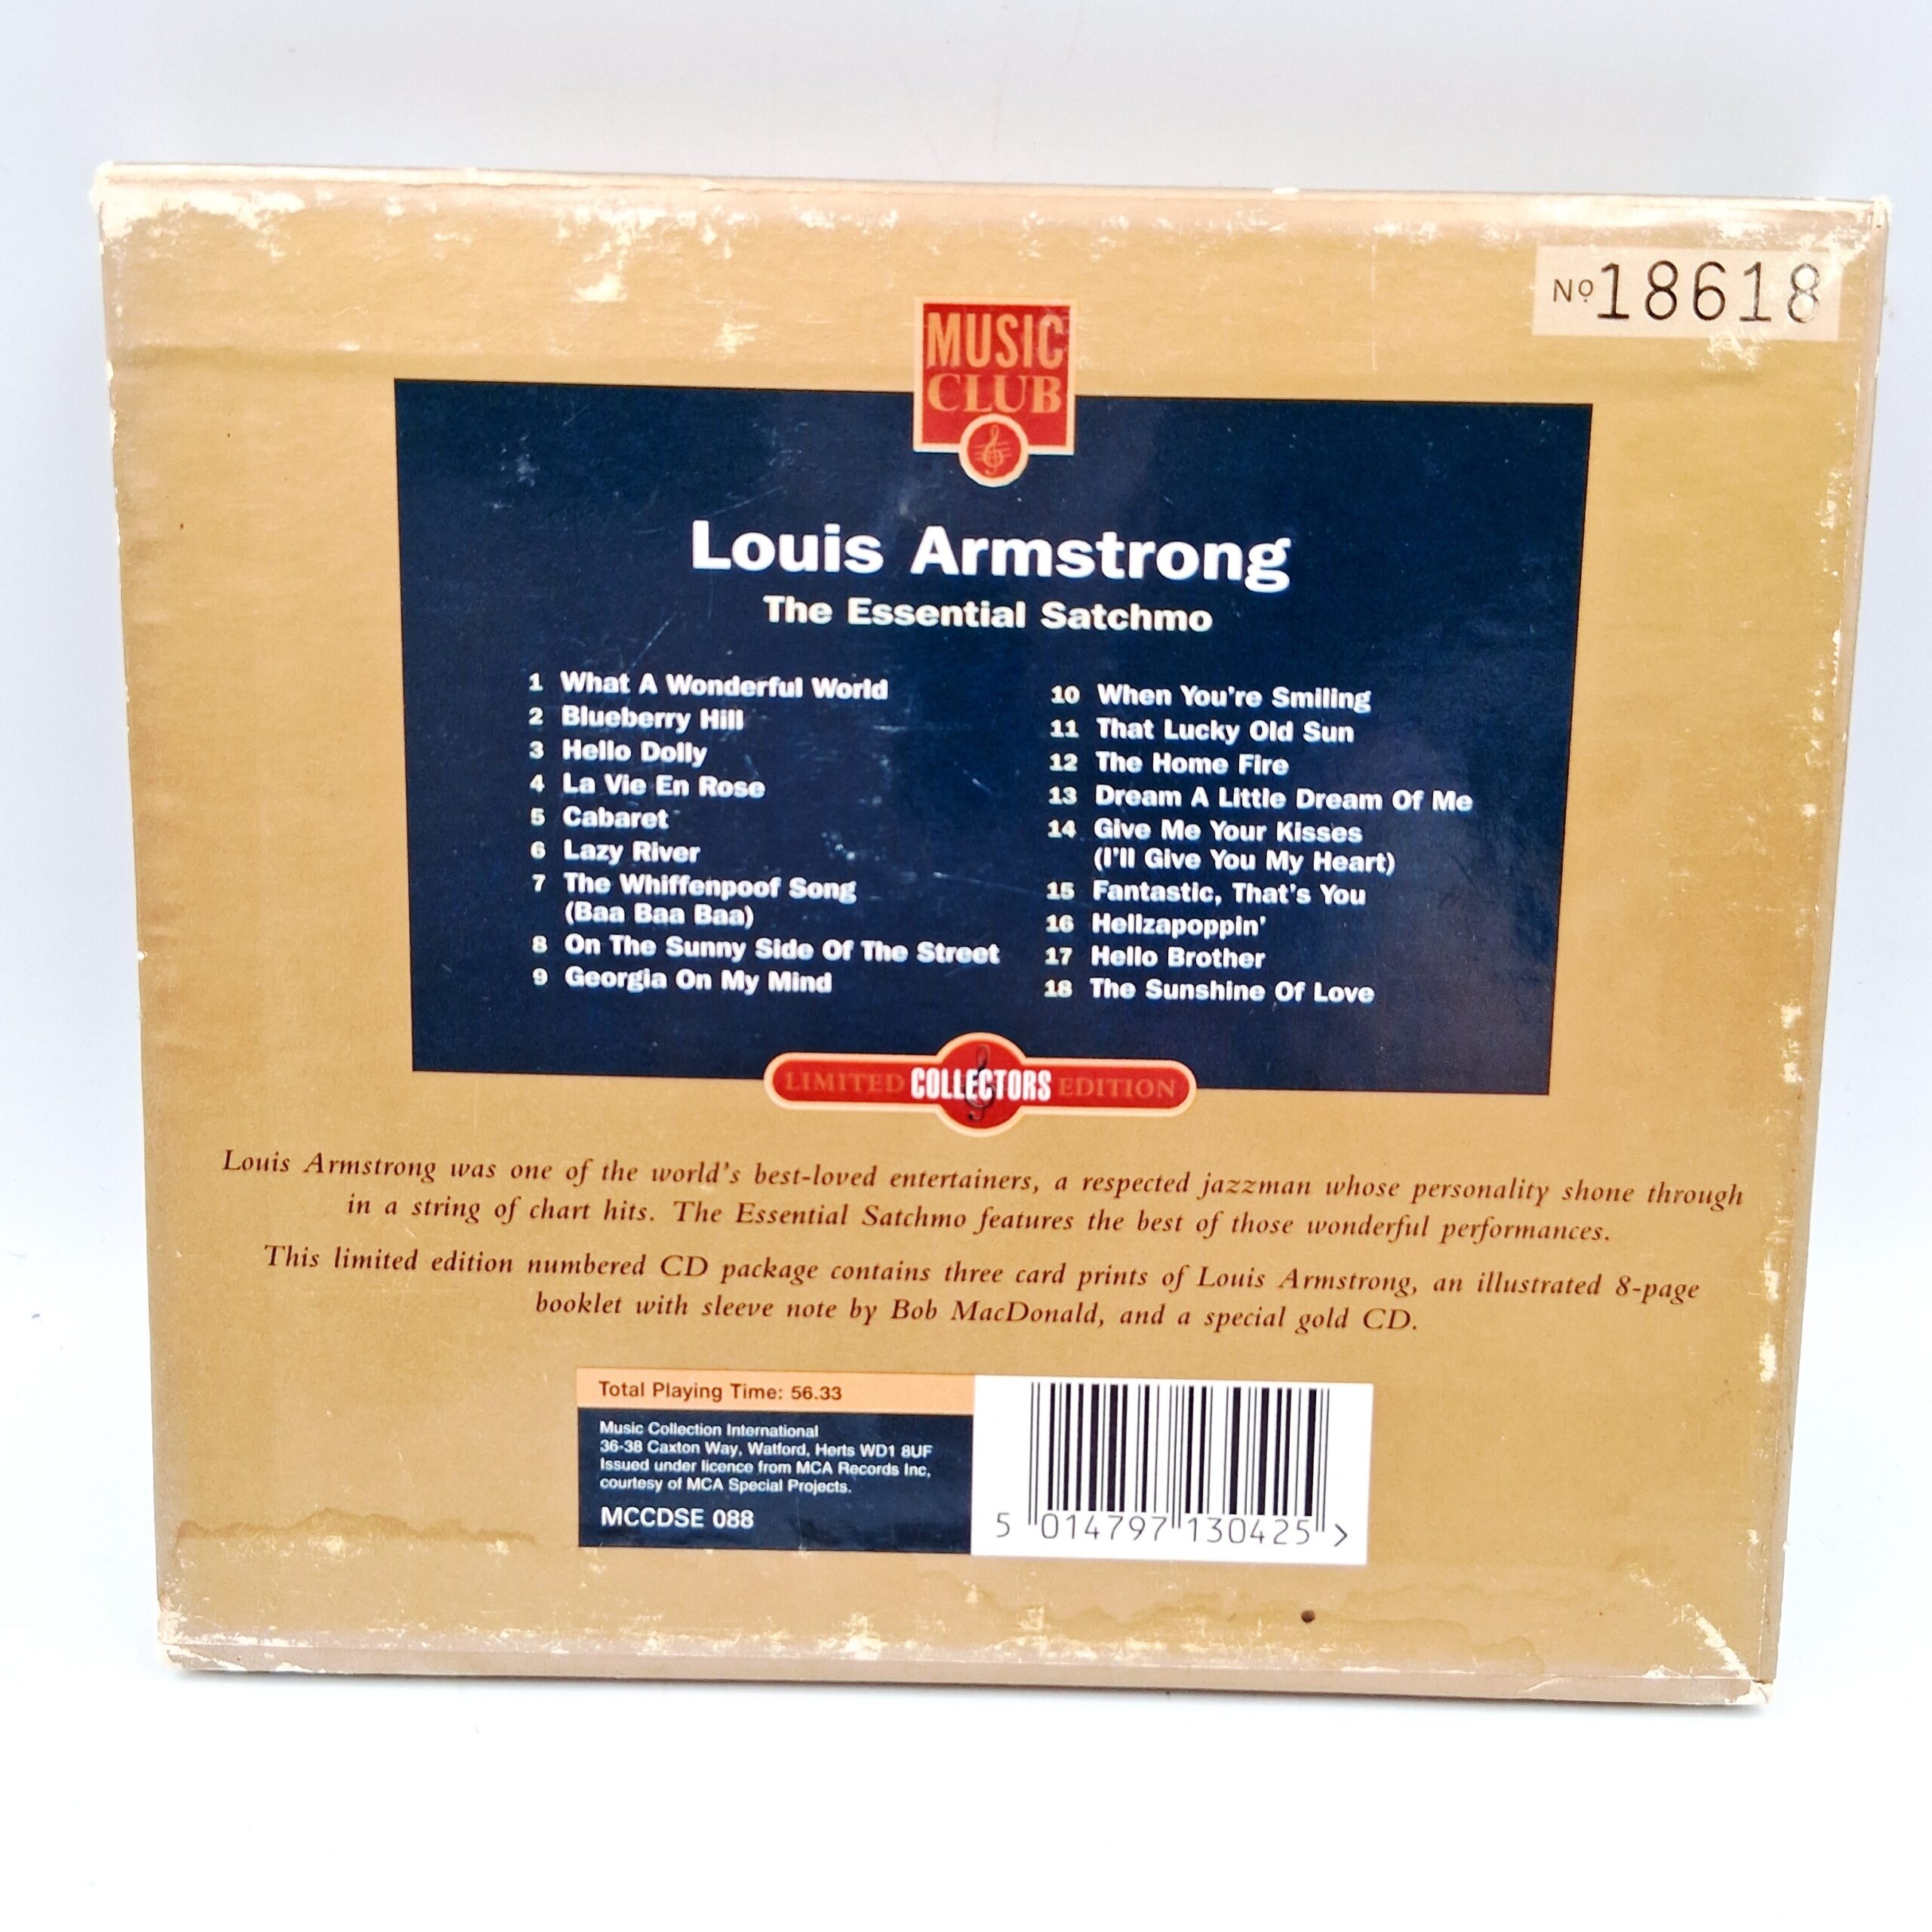 Nº 18618
MUSIC
CLUB
Louis Armstrong
The Essential Satchmo
1 What A Wonderful World
2 Blueberry Hill
3 Hello Dolly
4 La Vie En Rose
5 Cabaret
6 Lazy River
7 The Whiffenpoof Song
(Baa Baa Baa)
8 On The Sunny Side Of The Street
9 Georgia On My Mind
10 When You're Smiling
11 That Lucky Old Sun
12 The Home Fire
13 Dream A Little Dream Of Me
14 Give Me Your Kisses
(I'll Give You My Heart)
15 Fantastic, That's You
16 Hellzapoppin'
17 Hello Brother
18 The Sunshine Of Love
LIMITED COLLECTORS EDITION
Louis Armstrong was one of the world's best-loved entertainers, a respected jazzman whose personality shone through
in a string of chart hits. The Essential Satchmo features the best of those wonderful performances.
This limited edition numbered CD package contains three card prints of Louis Armstrong, an illustrated 8-page
booklet with sleeve note by Bob MacDonald, and a special gold CD.
Total Playing Time: 56.33
Music Collection International
36-38 Caxton Way, Watford, Herts WD1 8UF
Issued under licence from MCA Records Inc,
courtesy of MCA Special Projects.
MCCDSE 088
5 014797 130425 >